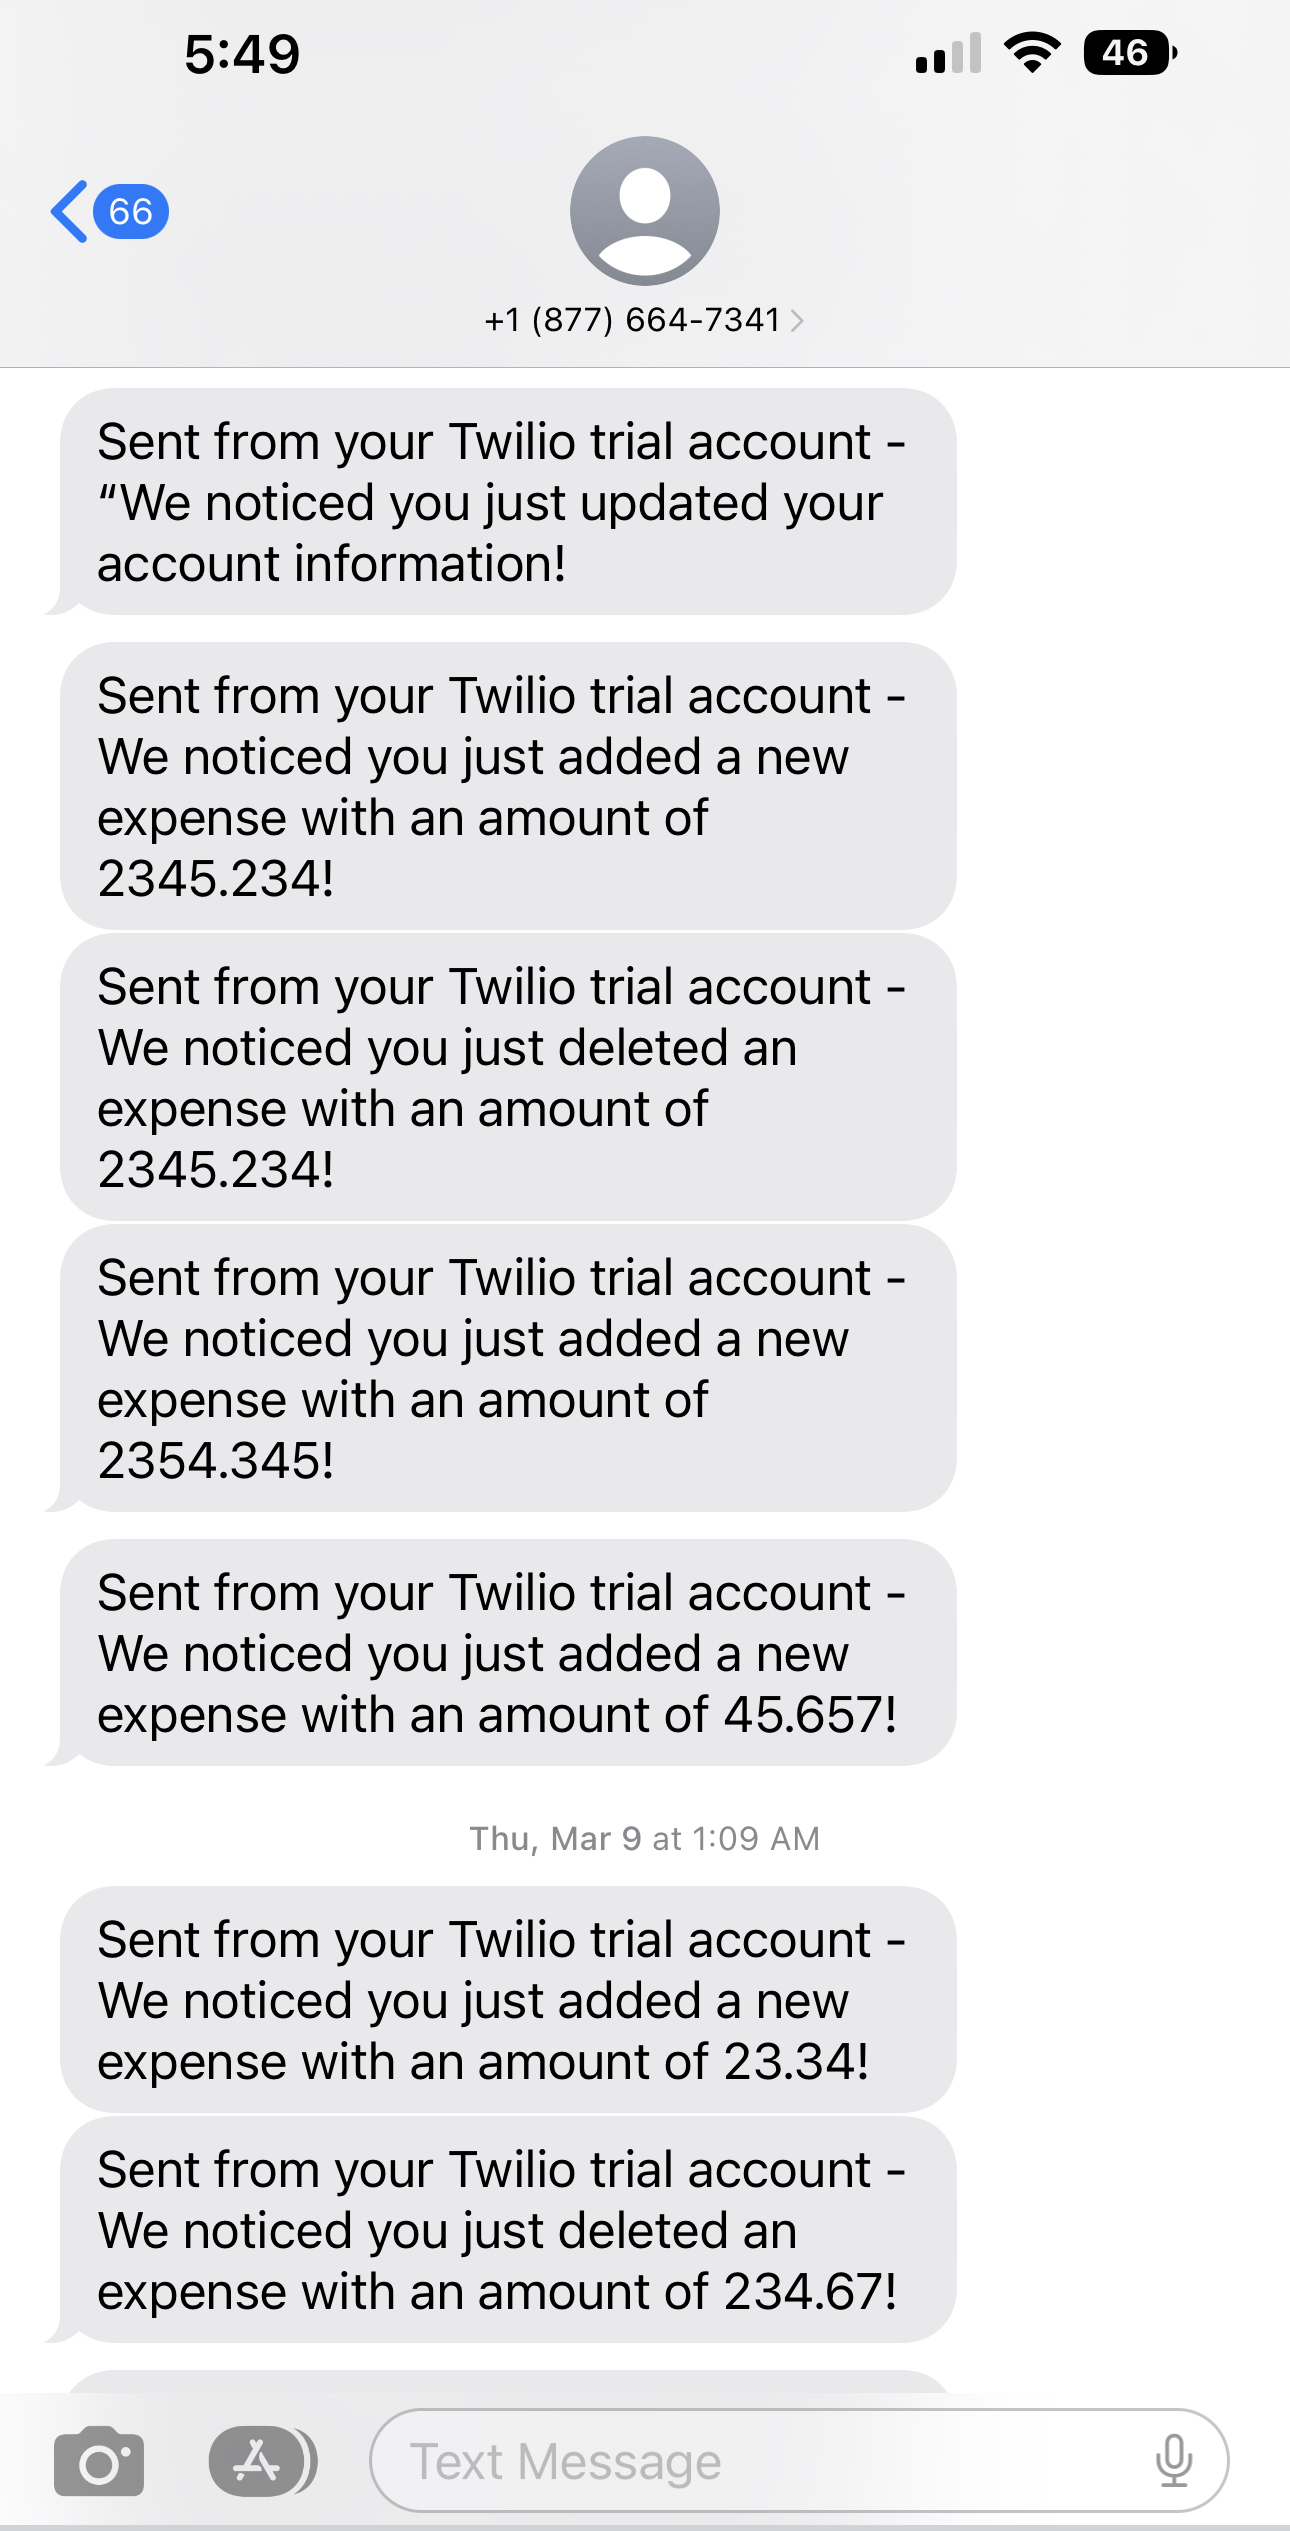 5:49
46
66
+1 (877) 664-7341
Sent from your Twilio trial account -
“We noticed you just updated your
account information!
Sent from your Twilio trial account -
We noticed you just added a new
expense with an amount of
2345.234!
Sent from your Twilio trial account -
We noticed you just deleted an
expense with an amount of
2345.234!
Sent from your Twilio trial account -
We noticed you just added a new
expense with an amount of
2354.345!
Sent from your Twilio trial account -
We noticed you just added a new
expense with an amount of 45.657!
Thu, Mar 9 at 1:09 AM
Sent from your Twilio trial account -
We noticed you just added a new
expense with an amount of 23.34!
Sent from your Twilio trial account -
We noticed you just deleted an
expense with an amount of 234.67!
Text Message